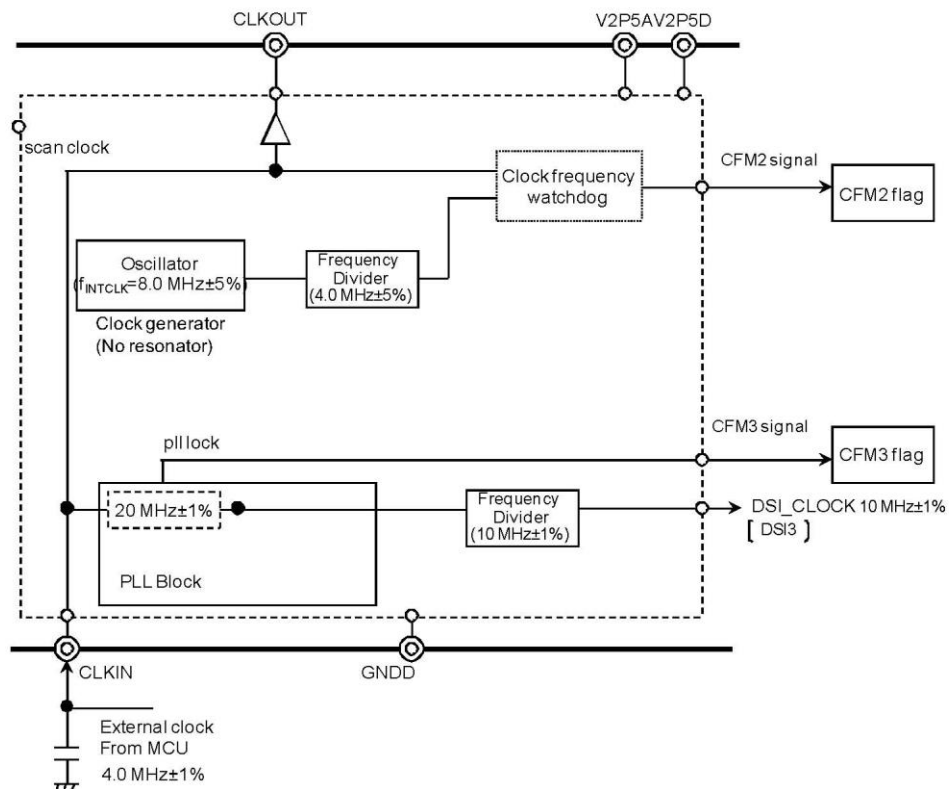 CLKOUT
V2P5AV2P5D
scan clock
CFM2 signal
Clock frequency
watchdog
CFM2 flag
Oscillator
(fINTCLK=8.0 MHz±5%)
Frequency
Divider
(4.0 MHz±5%)
Clock generator
(No resonator)
pll lock
CFM3 signal
CFM3 flag
20 MHz±1%
Frequency
Divider
(10 MHz±1%)
DSI_CLOCK 10 MHz±1%
[ DSI3 ]
PLL Block
CLKIN
GNDD
External clock
From MCU
4.0 MHz±1%